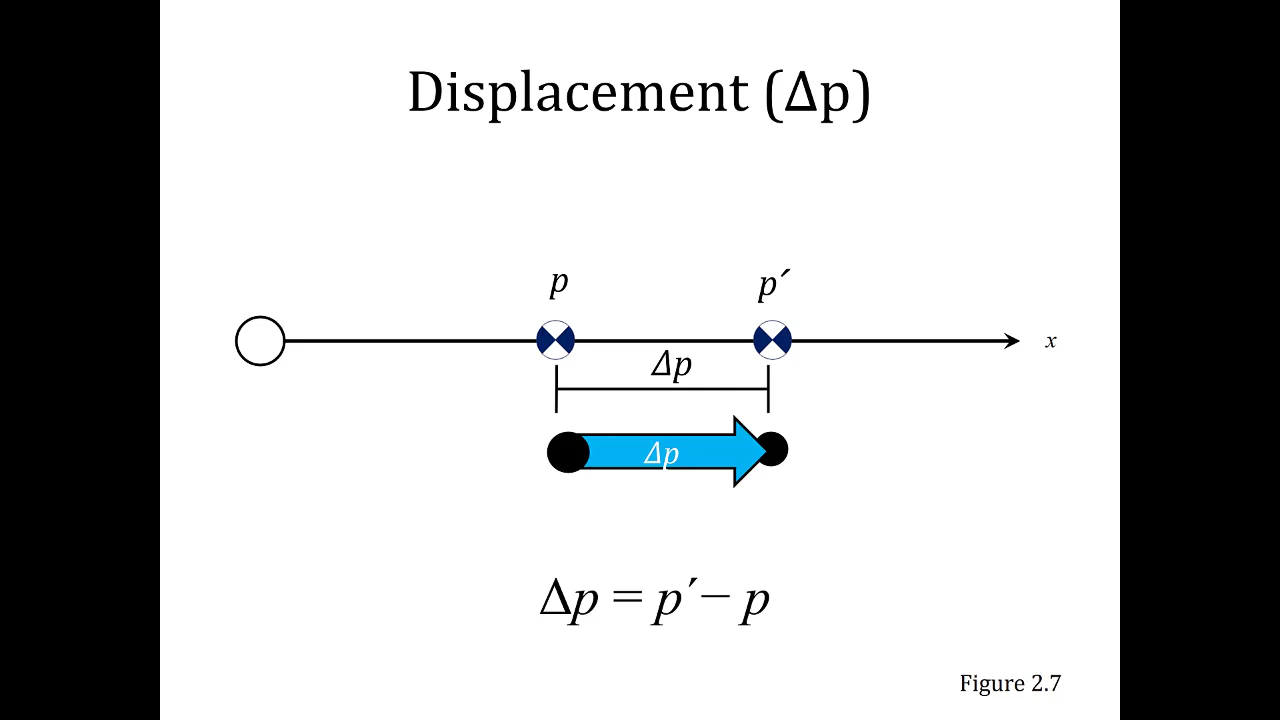 Displacement (Δp)
p p′
x
Δp
Δp
Δp = p′ − p
Figure 2.7